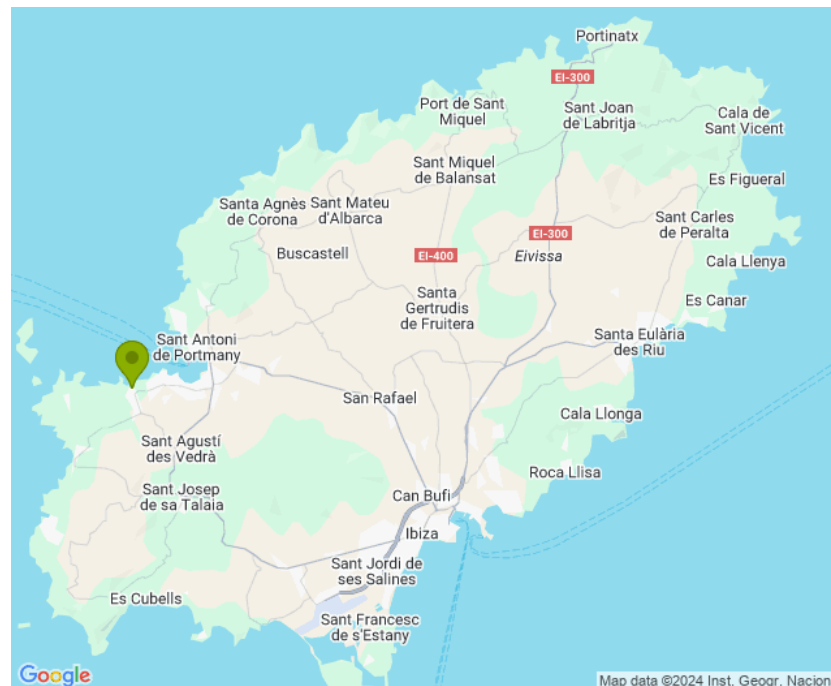 Portinatx
EI-300
Port de Sant
Miquel
Sant Joan
de Labritja
Cala de
Sant Vicent
Sant Miquel
de Balansat
Es Figueral
Santa Agnès
de Corona
Sant Mateu
d'Albarca
Sant Carles
de Peralta
EI-300
Buscastell
EI-400
Eivissa
Cala Llenya
Santa
Gertrudis
de Fruitera
Es Canar
Sant Antoni
de Portmany
Santa Eulària
des Riu
San Rafael
Cala Llonga
Sant Agustí
des Vedrà
Roca Llisa
Sant Josep
de sa Talaia
Can Bufi
Ibiza
Sant Jordi de
ses Salines
Es Cubells
Sant Francesc
de s'Estany
Google
Map data ©2024 Inst. Geogr. Nacion